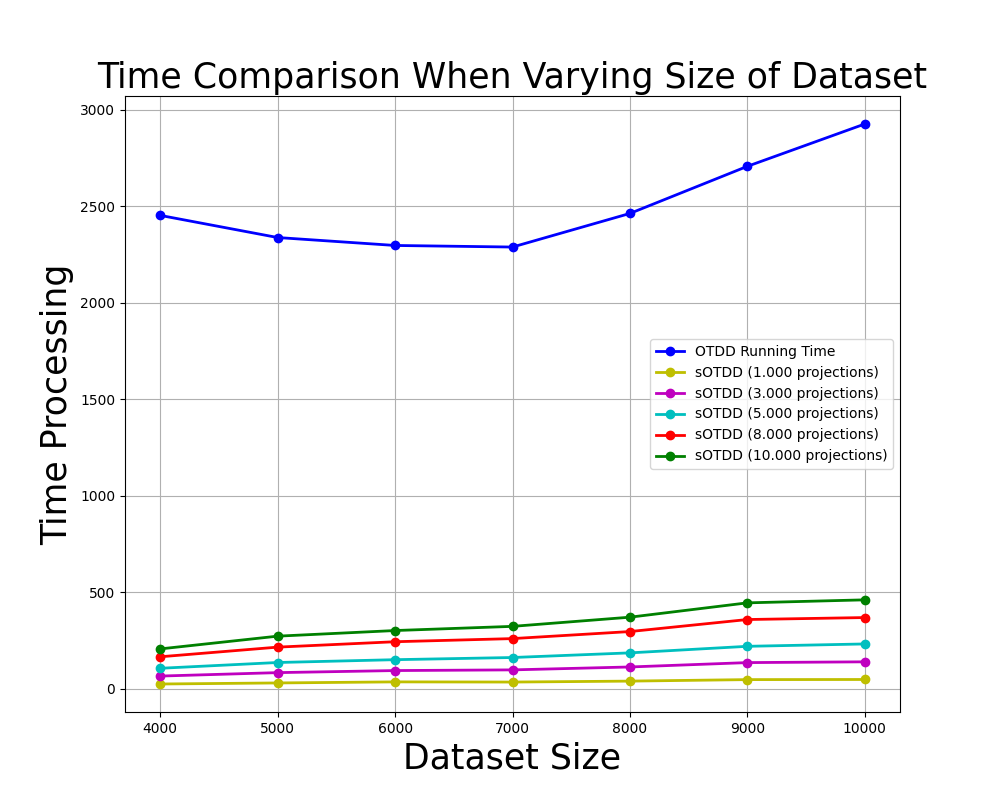 Time Comparison When Varying Size of Dataset
3000
2500
2000
1500
1000
500
0
Time Processing
OTDD Running Time
sOTDD (1.000 projections)
sOTDD (3.000 projections)
sOTDD (5.000 projections)
sOTDD (8.000 projections)
sOTDD (10.000 projections)
4000 5000 6000 7000 8000 9000 10000
Dataset Size